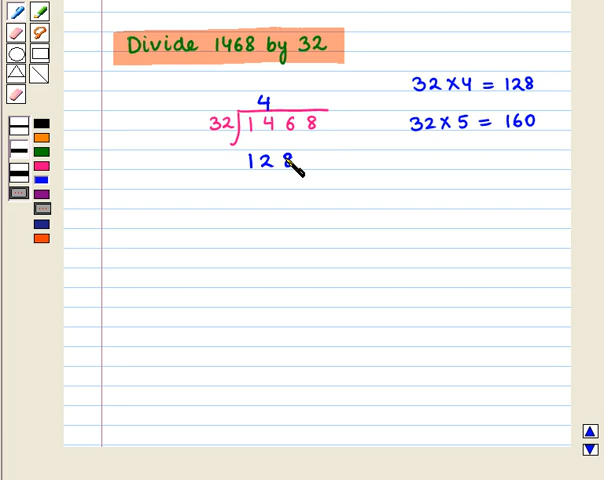 Divide 1468 by 32
32 × 4 = 128
32 × 5 = 160
4
32 1 4 6 8
1 2 8